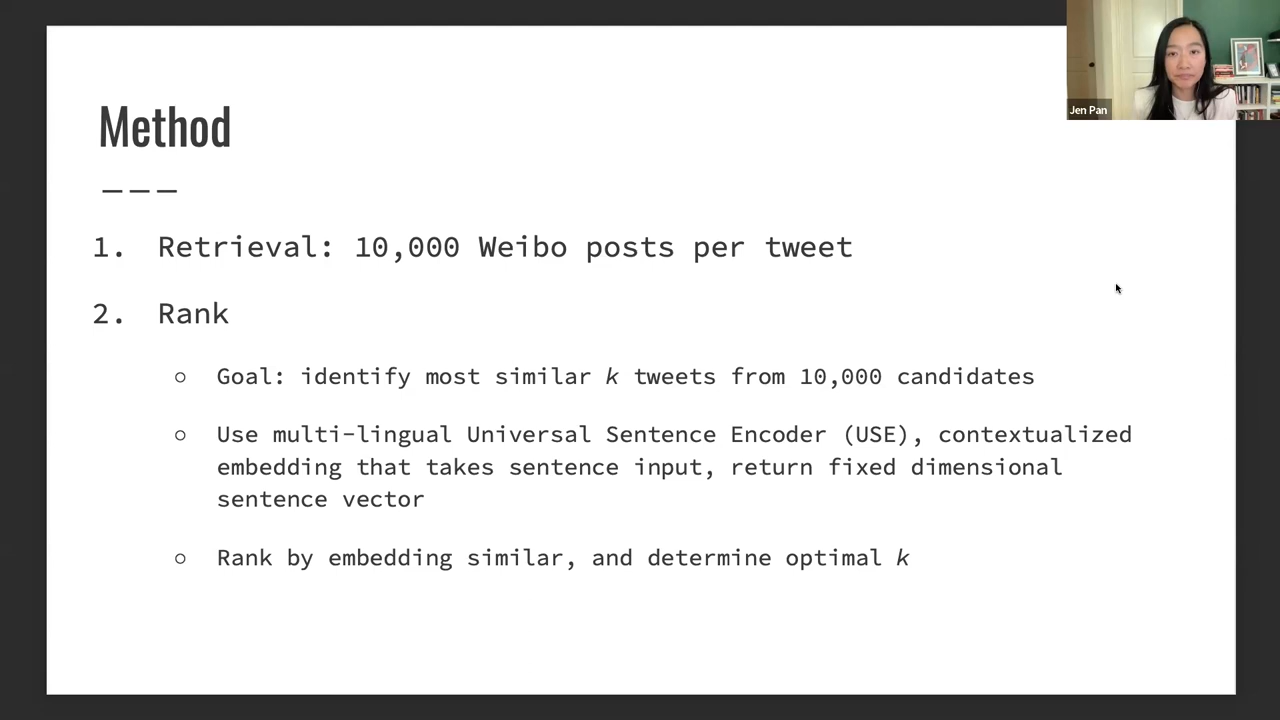 Jen Pan
Method
———
1. Retrieval: 10,000 Weibo posts per tweet
2. Rank
○ Goal: identify most similar k tweets from 10,000 candidates
○ Use multi-lingual Universal Sentence Encoder (USE), contextualized
embedding that takes sentence input, return fixed dimensional
sentence vector
○ Rank by embedding similar, and determine optimal k